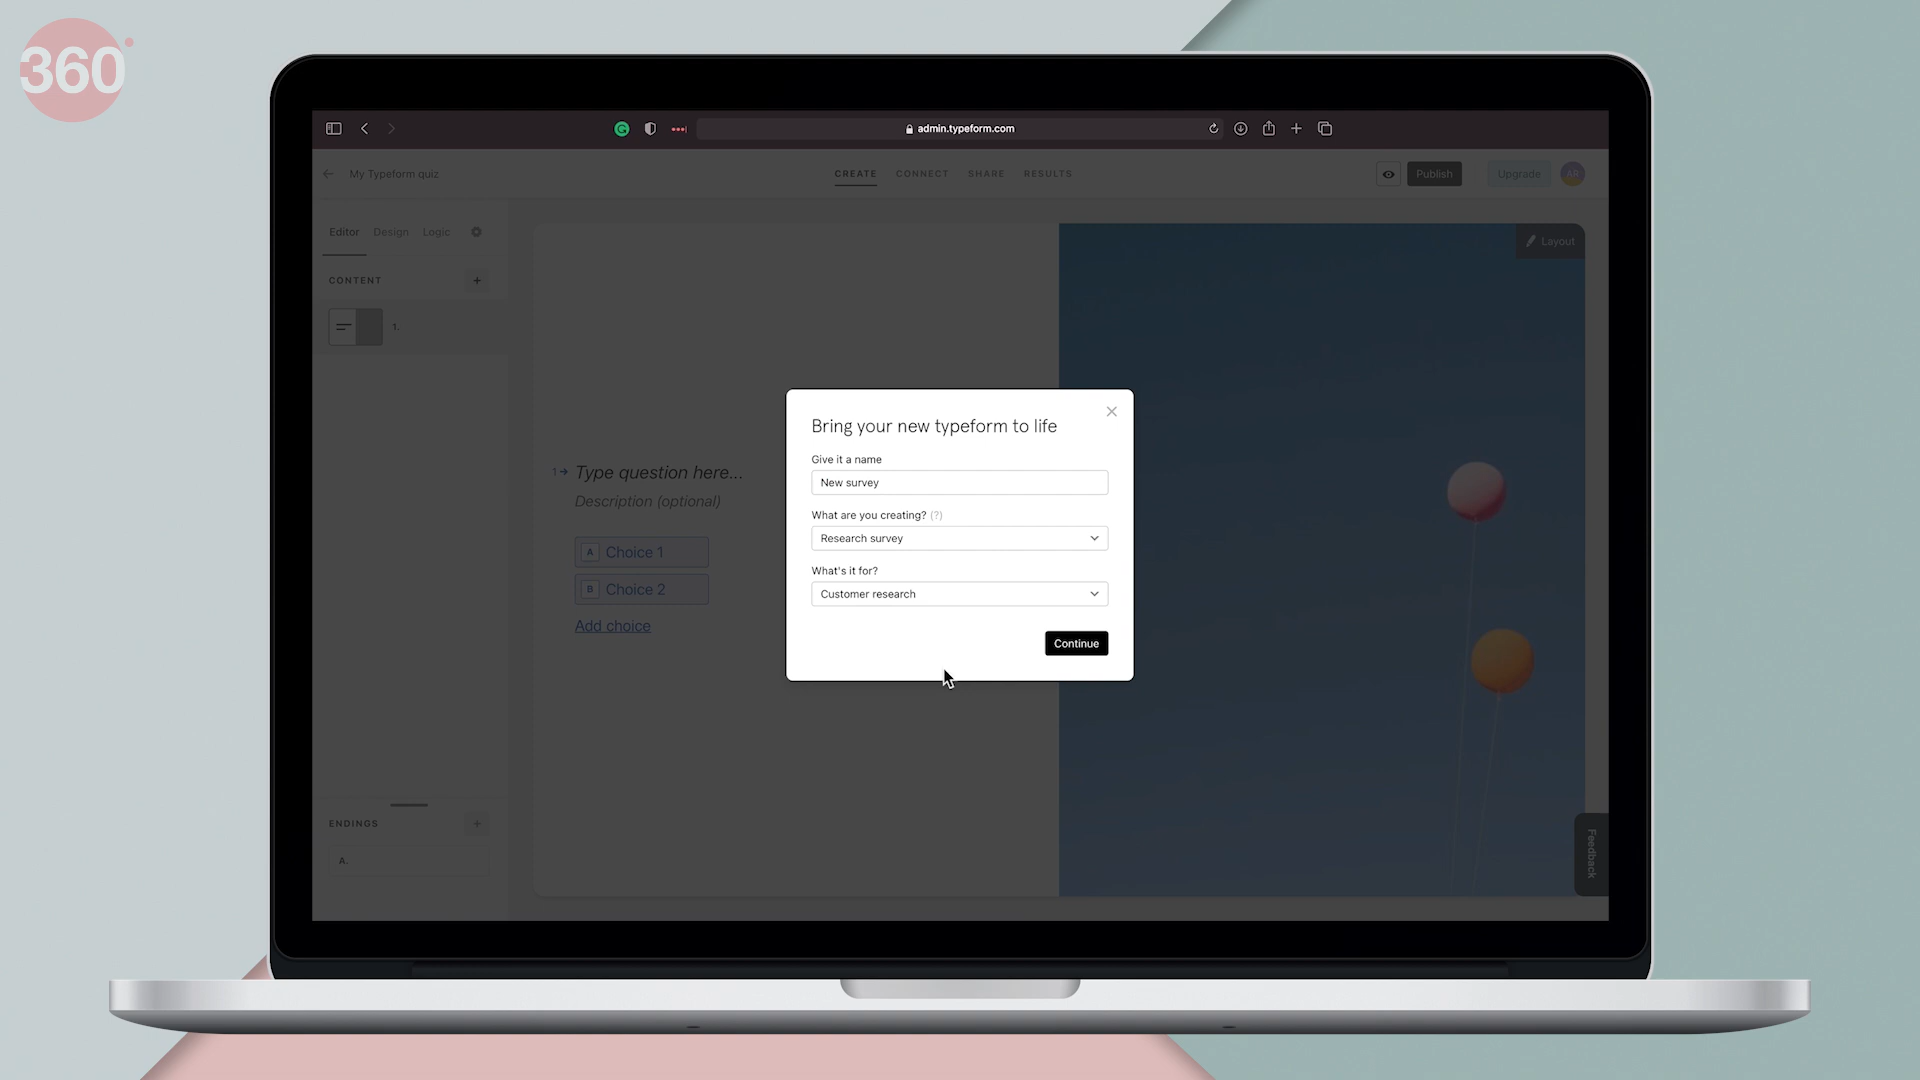 360°
admin.typeform.com
My Typeform quiz
CREATE CONNECT SHARE RESULTS
Publish
Upgrade
AR
Editor Design Logic
Layout
CONTENT
1.
Bring your new typeform to life
Give it a name
New survey
What are you creating? (?)
Research survey
What's it for?
Customer research
Continue
1 Type question here...
Description (optional)
A Choice 1
B Choice 2
Add choice
ENDINGS
A.
Feedback